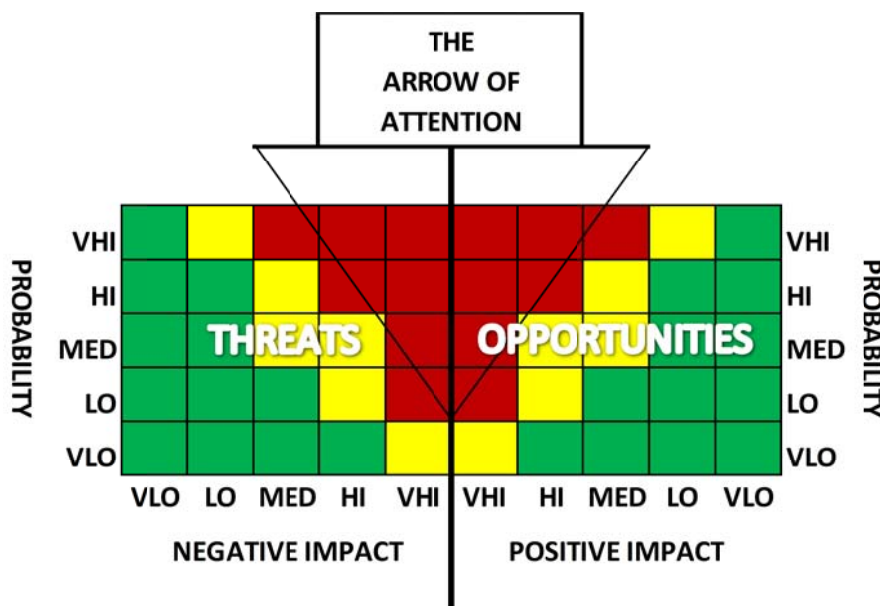 THE
ARROW OF
ATTENTION
PROBABILITY
VHI
HI
MED
LO
VLO
THREATS
OPPORTUNITIES
VHI
HI
MED
LO
VLO
PROBABILITY
VLO LO MED HI VHI VHI HI MED LO VLO
NEGATIVE IMPACT POSITIVE IMPACT